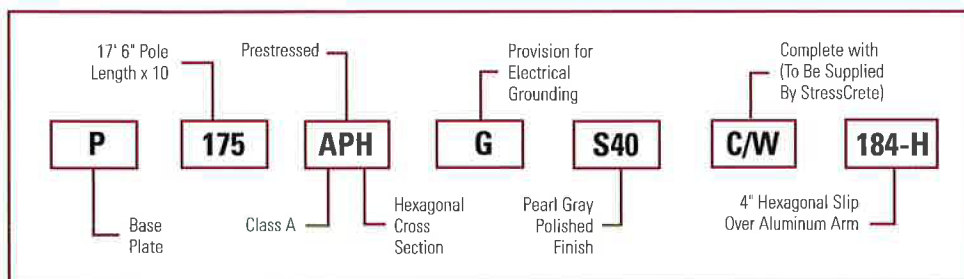 17' 6" Pole
Length x 10
Prestressed
Provision for
Electrical
Grounding
Complete with
(To Be Supplied
By StressCrete)
P
175
APH
G
S40
C/W
184-H
Base
Plate
Class A
Hexagonal
Cross
Section
Pearl Gray
Polished
Finish
4" Hexagonal Slip
Over Aluminum Arm